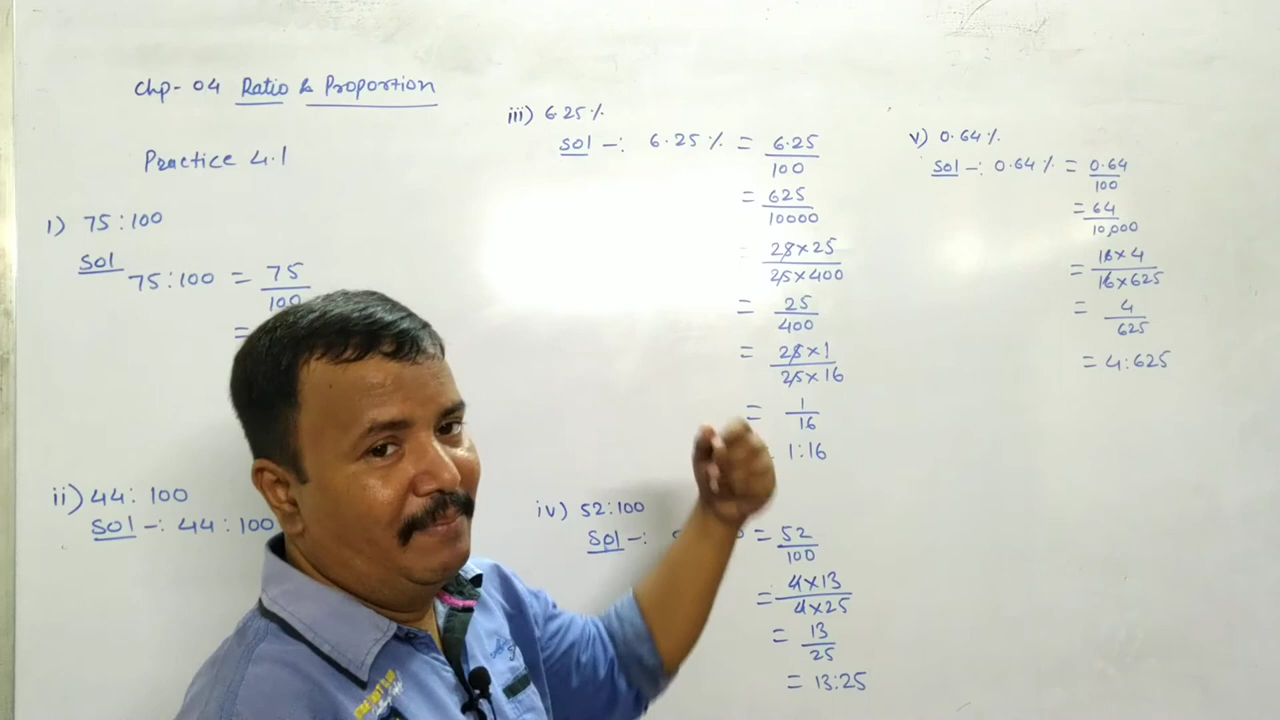 Chp- 04 Ratio & Proportion
Practice 4.1
i) 75:100
Sol
75:100 = 75
100
=
ii) 44: 100
Sol -: 44:100
iii) 6.25%
Sol -: 6.25% = 6.25
100
= 625
10000
= 25×25
25×400
= 25
400
= 25×1
25×16
= 1
16
1:16
iv) 52:100
Sol -: = 52
100
= 4×13
4×25
= 13
25
= 13:25
v) 0.64%
Sol -: 0.64% = 0.64
100
= 64
10,000
= 16×4
16×625
= 4
625
= 4:625